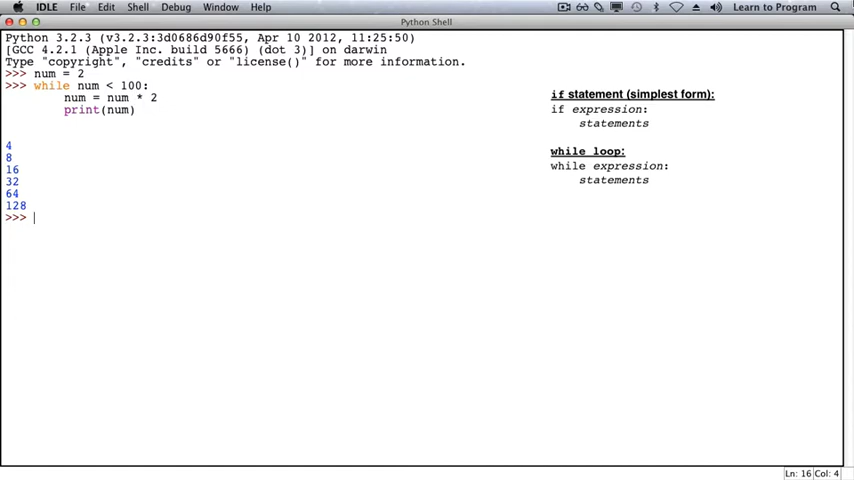 IDLE File Edit Shell Debug Window Help Learn to Program
Python Shell
Python 3.2.3 (v3.2.3:3d0686d90f55, Apr 10 2012, 11:25:50)
[GCC 4.2.1 (Apple Inc. build 5666) (dot 3)] on darwin
Type "copyright", "credits" or "license()" for more information.
>>> num = 2
>>> while num < 100:
num = num * 2
print(num)
4
8
16
32
64
128
>>>
if statement (simplest form):
if expression:
statements
while loop:
while expression:
statements
Ln: 16 Col: 4